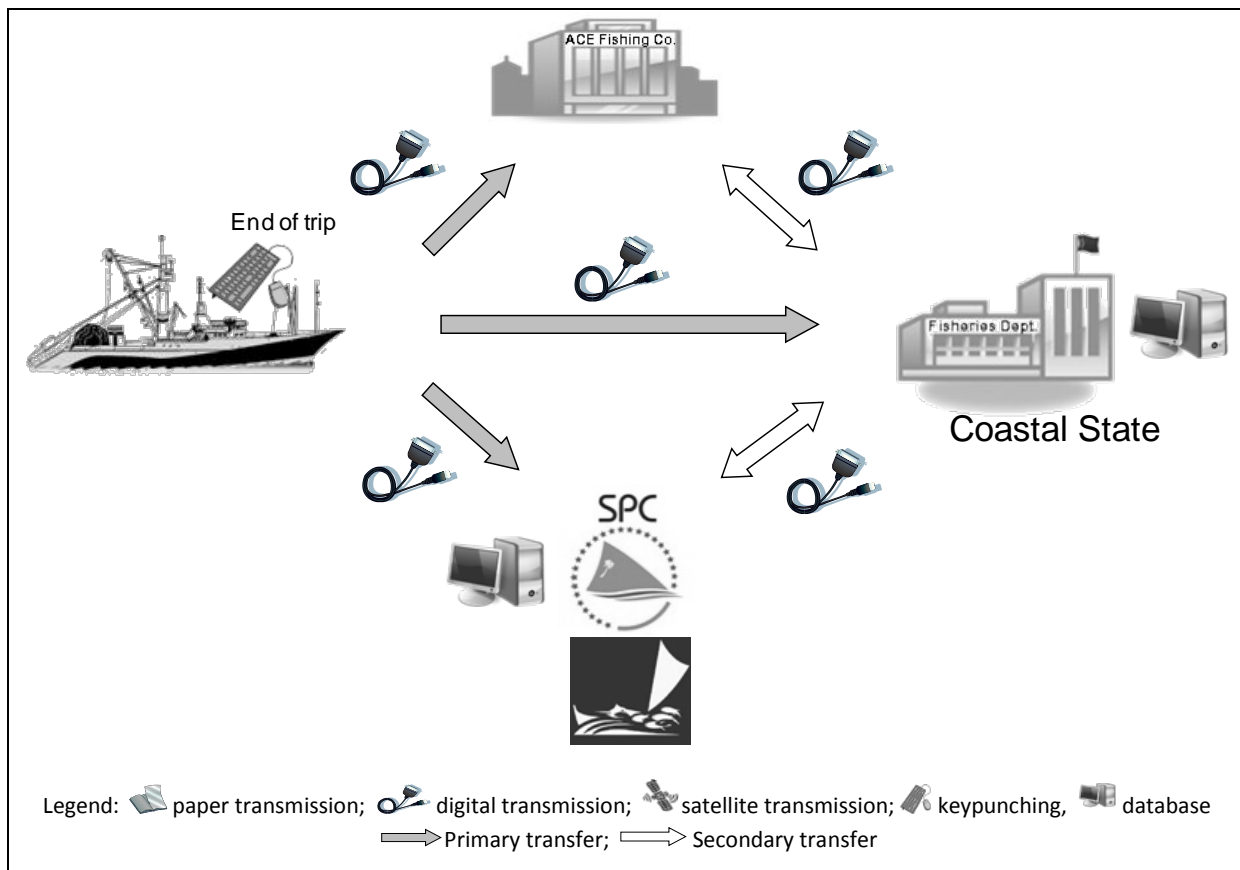 ACE Fishing Co.
End of trip
Fisheries Dept.
Coastal State
SPC
Legend: paper transmission; digital transmission; satellite transmission; keypunching, database
Primary transfer; Secondary transfer